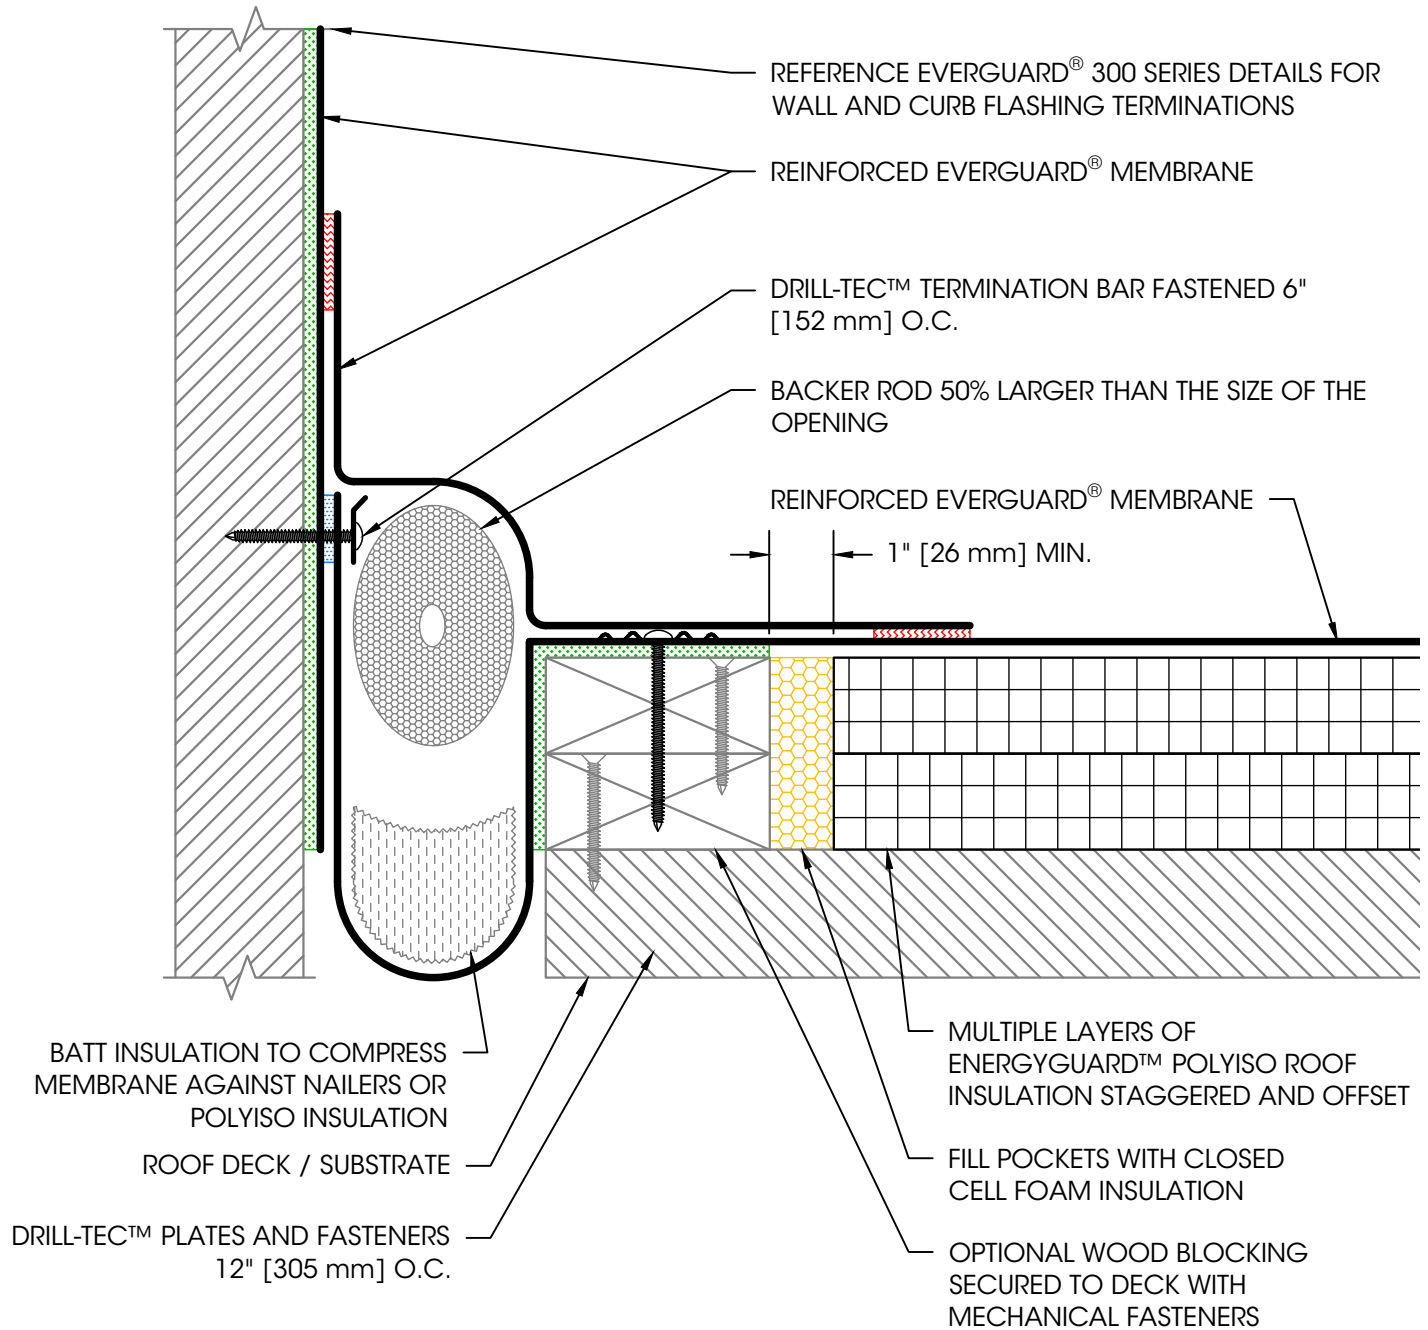 REFERENCE EVERGUARD® 300 SERIES DETAILS FOR
WALL AND CURB FLASHING TERMINATIONS
REINFORCED EVERGUARD® MEMBRANE
DRILL-TEC™ TERMINATION BAR FASTENED 6"
[152 mm] O.C.
BACKER ROD 50% LARGER THAN THE SIZE OF THE
OPENING
REINFORCED EVERGUARD® MEMBRANE
1" [26 mm] MIN.
BATT INSULATION TO COMPRESS
MEMBRANE AGAINST NAILERS OR
POLYISO INSULATION
ROOF DECK / SUBSTRATE
DRILL-TEC™ PLATES AND FASTENERS
12" [305 mm] O.C.
MULTIPLE LAYERS OF
ENERGYGUARD™ POLYISO ROOF
INSULATION STAGGERED AND OFFSET
FILL POCKETS WITH CLOSED
CELL FOAM INSULATION
OPTIONAL WOOD BLOCKING
SECURED TO DECK WITH
MECHANICAL FASTENERS